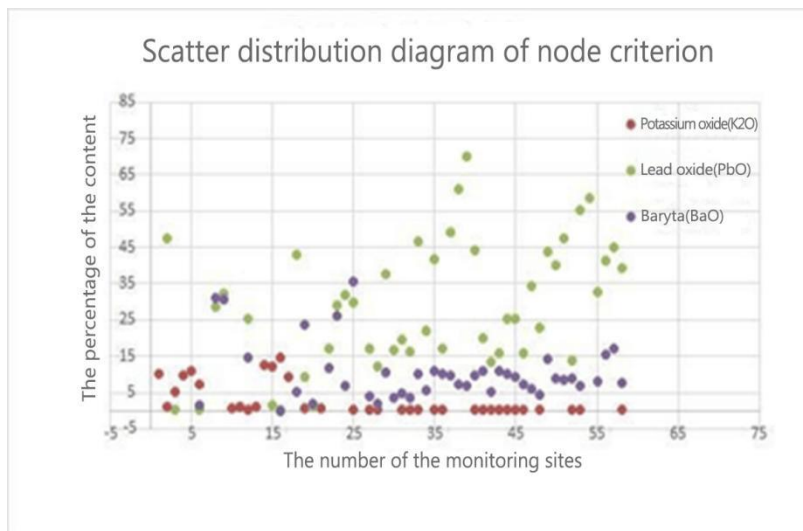 Scatter distribution diagram of node criterion
The percentage of the content
85
75
65
55
45
35
25
15
5
-5
Potassium oxide(K2O)
Lead oxide(PbO)
Baryta(BaO)
-5 5 15 25 35 45 55 65 75
The number of the monitoring sites